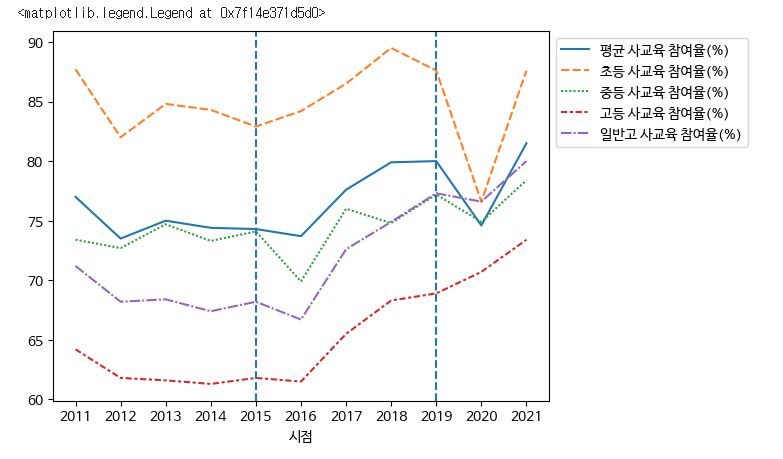 <matplotlib.legend.Legend at 0x7f14e371d5d0>
90
85
80
75
70
65
60
2011 2012 2013 2014 2015 2016 2017 2018 2019 2020 2021
시점
평균 사교육 참여율(%)
초등 사교육 참여율(%)
중등 사교육 참여율(%)
고등 사교육 참여율(%)
일반고 사교육 참여율(%)